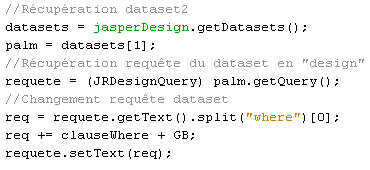 //Récupération dataset2
datasets = jasperDesign.getDatasets();
palm = datasets[1];
//Récupération requête du dataset en "design"
requete = (JRDesignQuery) palm.getQuery();
//Changement requête dataset
req = requete.getText().split("where")[0];
req += clauseWhere + GB;
requete.setText(req);